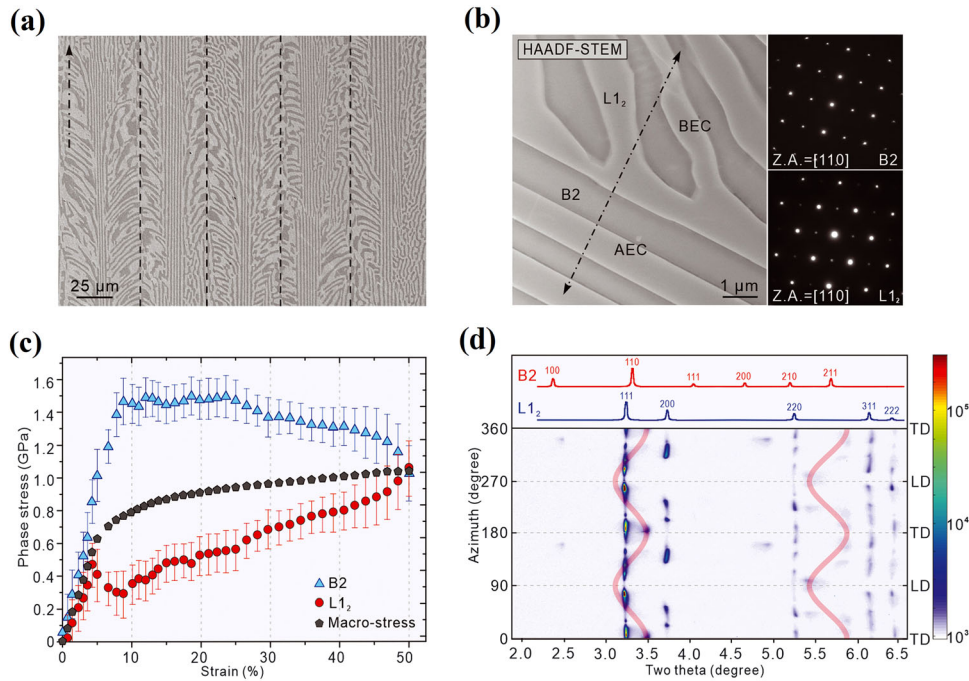 (a)
25 µm
(b)
HAADF-STEM
L1₂
BEC
B2
AEC
1 µm
Z.A.=[110] B2
Z.A.=[110] L1₂
(c)
Phase stress (GPa)
1.6
1.4
1.2
1.0
0.8
0.6
0.4
0.2
0
B2
L1₂
Macro-stress
0 10 20 30 40 50
Strain (%)
(d)
B2
100 110 111 200 210 211
L1₂
111 200 220 311 222
Azimuth (degree)
360 TD
270 LD
180 TD
90 LD
0 TD
10⁵
10⁴
10³
2.0 2.5 3.0 3.5 4.0 4.5 5.0 5.5 6.0 6.5
Two theta (degree)